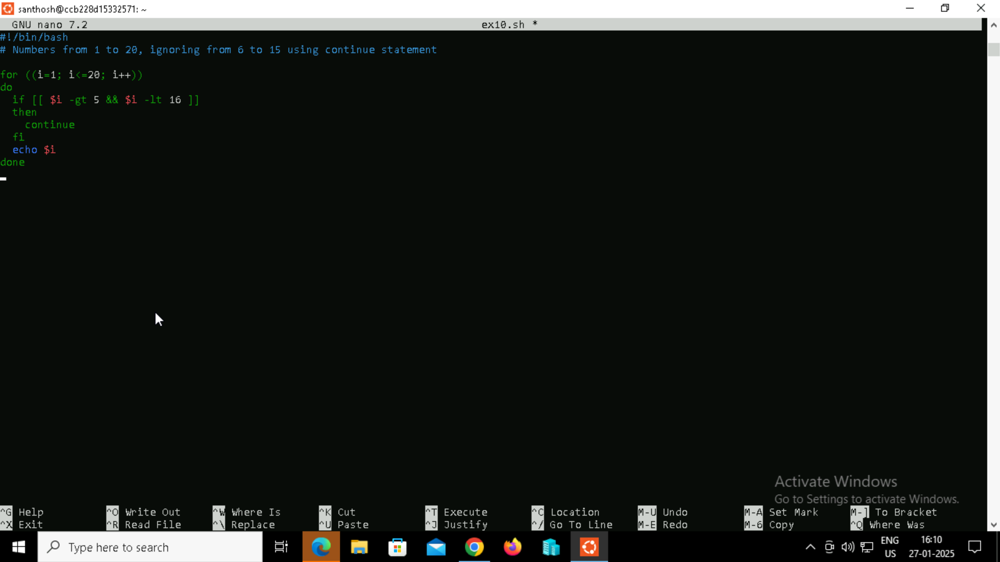 santhosh@ccb228d15332571: ~
GNU nano 7.2 ex10.sh *
#!/bin/bash
# Numbers from 1 to 20, ignoring from 6 to 15 using continue statement
for ((i=1; i<=20; i++))
do
  if [[ $i -gt 5 && $i -lt 16 ]]
  then
    continue
  fi
  echo $i
done
Activate Windows
Go to Settings to activate Windows.
^G Help ^O Write Out ^W Where Is ^K Cut ^T Execute ^C Location M-U Undo M-A Set Mark M-] To Bracket
^X Exit ^R Read File ^\ Replace ^U Paste ^J Justify ^/ Go To Line M-E Redo M-6 Copy ^Q Where Was
Type here to search
ENG 16:10
US 27-01-2025